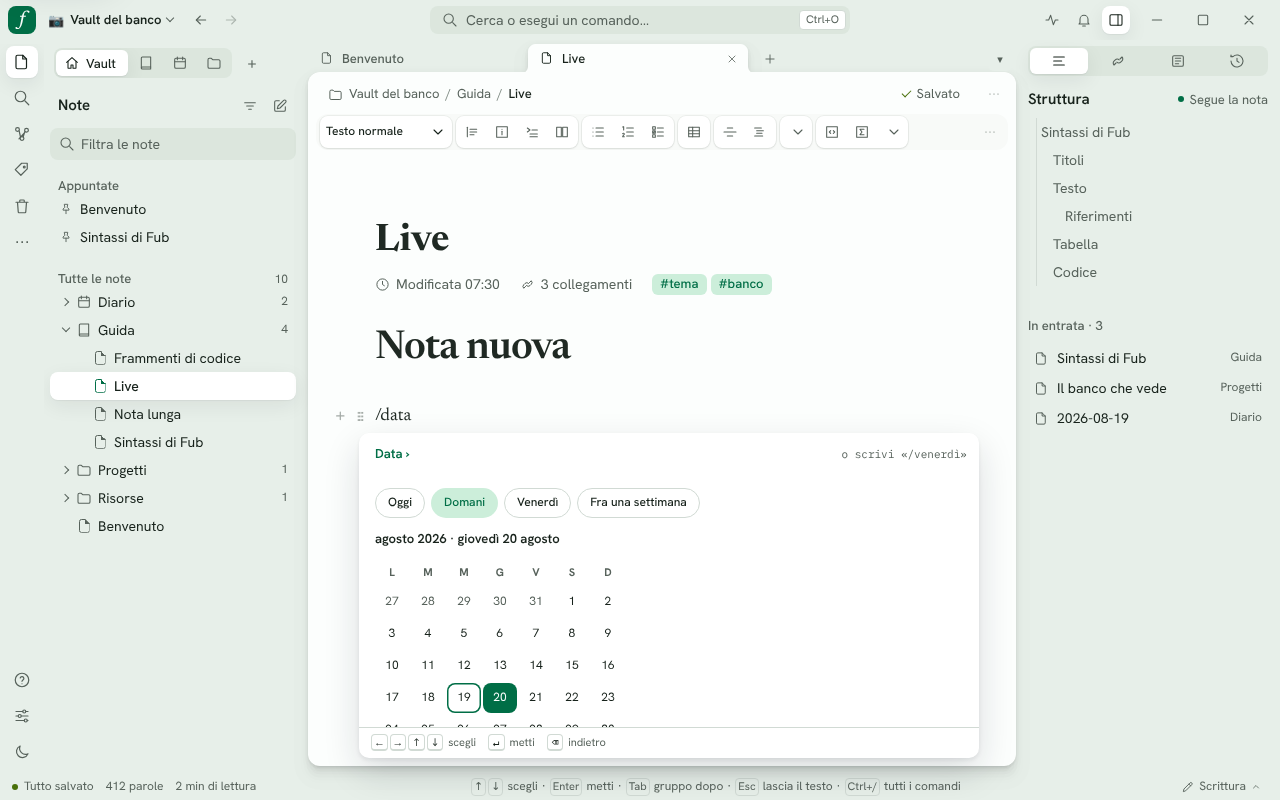 Vault del banco
Cerca o esegui un comando…
Ctrl+O
Vault
Note
Filtra le note
Appuntate
Benvenuto
Sintassi di Fub
Tutte le note 10
Diario 2
Guida 4
Frammenti di codice
Live
Nota lunga
Sintassi di Fub
Progetti 1
Risorse 1
Benvenuto
Benvenuto
Live
Vault del banco / Guida / Live
Salvato
Testo normale
Live
Modificata 07:30
3 collegamenti
#tema #banco
Nota nuova
/data
Data ›
o scrivi «/venerdì»
Oggi Domani Venerdì Fra una settimana
agosto 2026 · giovedì 20 agosto
L M M G V S D
27 28 29 30 31 1 2
3 4 5 6 7 8 9
10 11 12 13 14 15 16
17 18 19 20 21 22 23
← → ↑ ↓ scegli ↵ metti ⌫ indietro
Struttura
Segue la nota
Sintassi di Fub
Titoli
Testo
Riferimenti
Tabella
Codice
In entrata · 3
Sintassi di Fub Guida
Il banco che vede Progetti
2026-08-19 Diario
Tutto salvato 412 parole 2 min di lettura
↑ ↓ scegli · Enter metti · Tab gruppo dopo · Esc lascia il testo · Ctrl+/ tutti i comandi
Scrittura